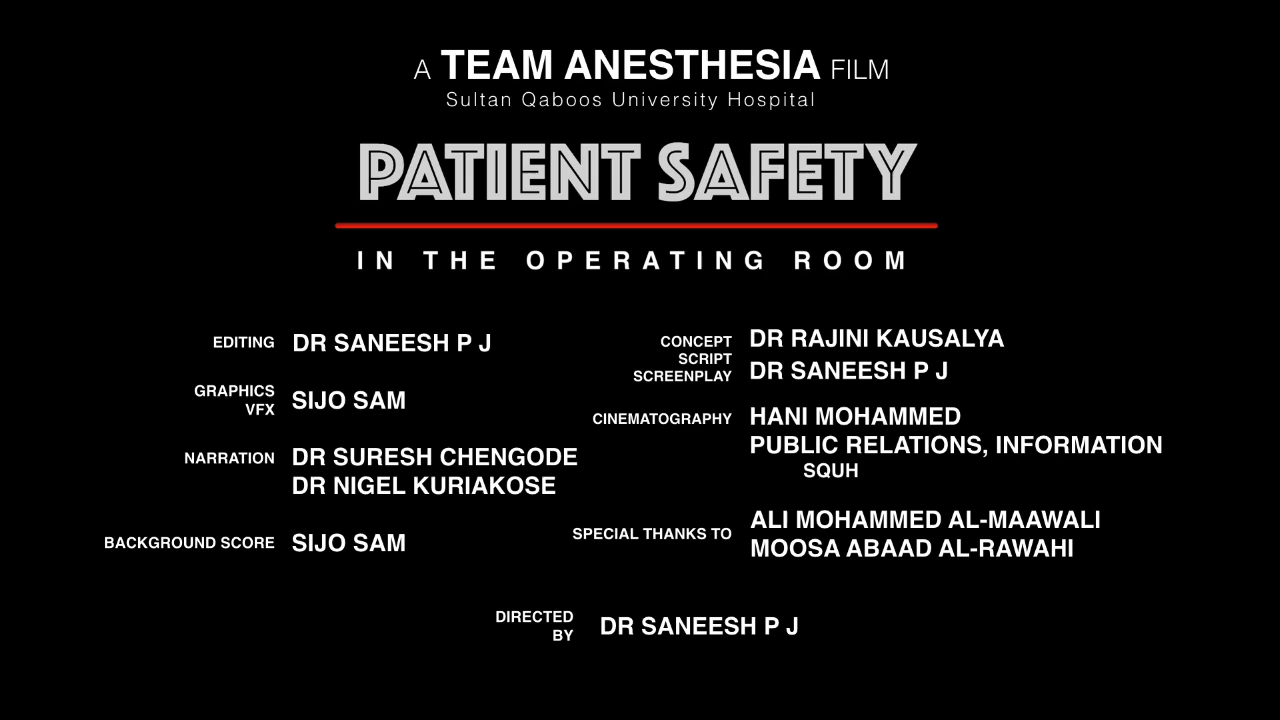 A TEAM ANESTHESIA FILM
Sultan Qaboos University Hospital
PATIENT SAFETY
IN THE OPERATING ROOM
EDITING DR SANEESH P J
GRAPHICS
VFX
SIJO SAM
NARRATION DR SURESH CHENGODE
DR NIGEL KURIAKOSE
BACKGROUND SCORE SIJO SAM
CONCEPT
SCRIPT
SCREENPLAY
DR RAJINI KAUSALYA
DR SANEESH P J
CINEMATOGRAPHY HANI MOHAMMED
PUBLIC RELATIONS, INFORMATION
SQUH
SPECIAL THANKS TO
ALI MOHAMMED AL-MAAWALI
MOOSA ABAAD AL-RAWAHI
DIRECTED
BY
DR SANEESH P J